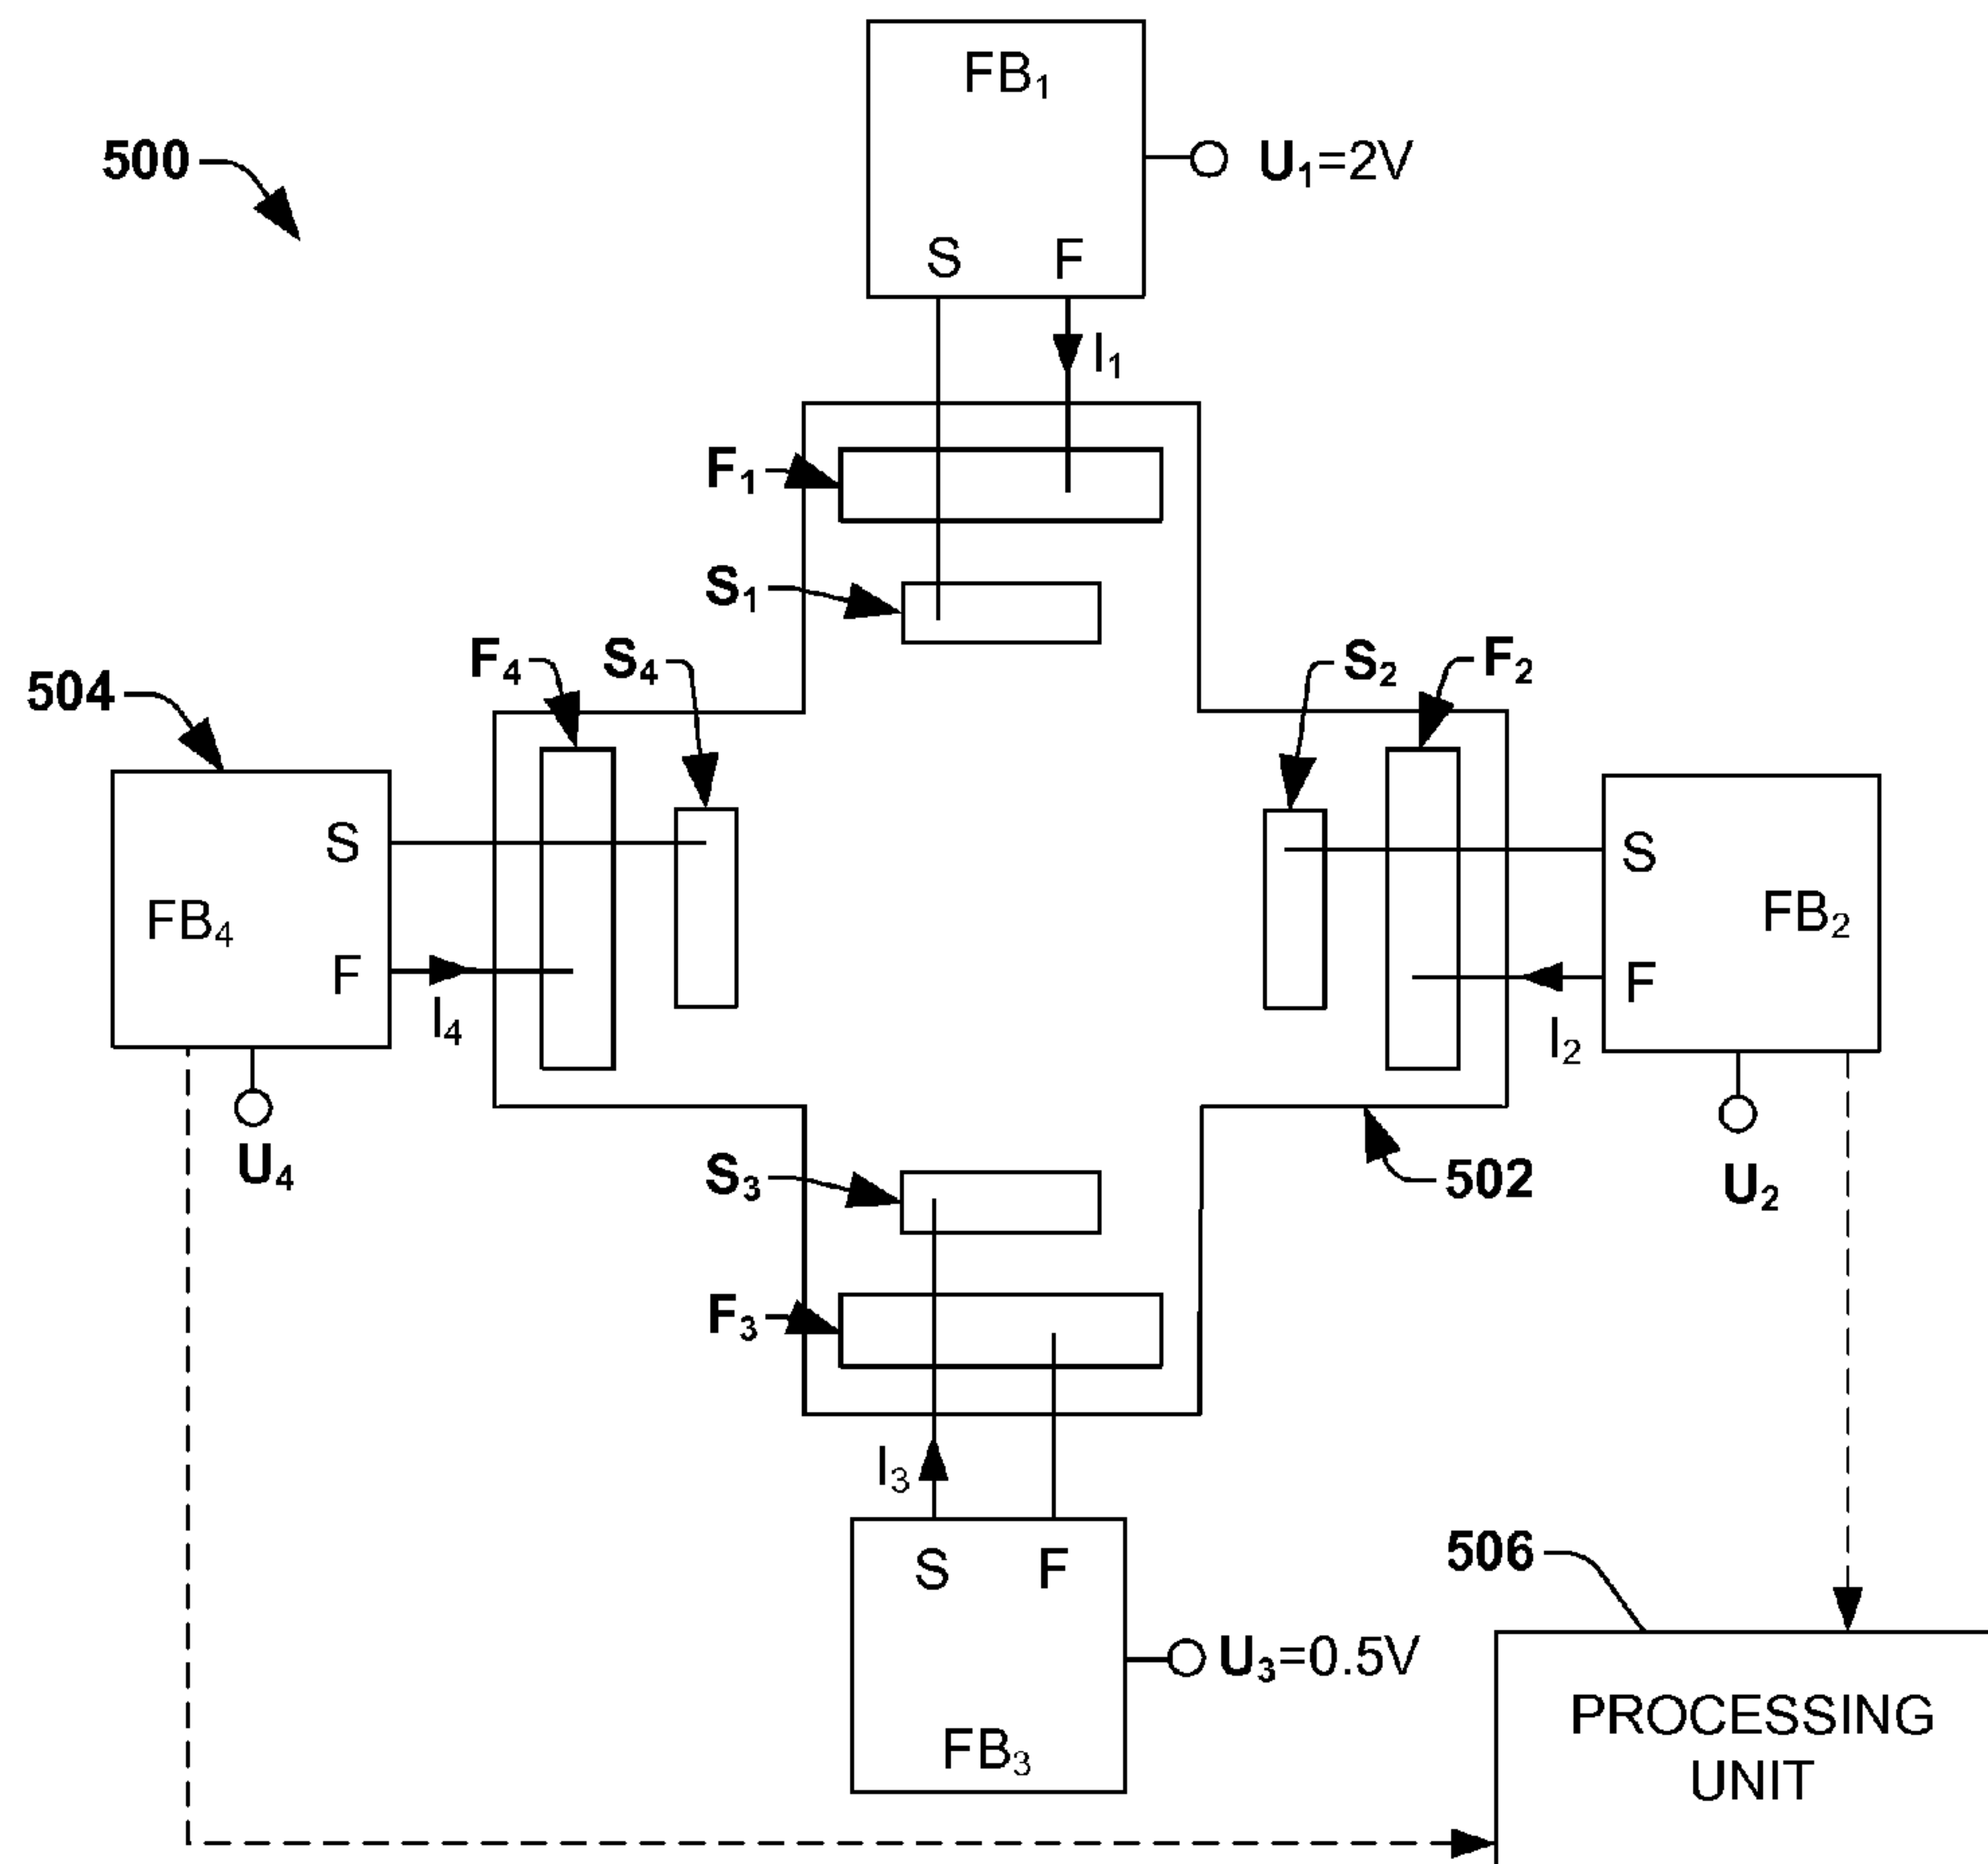 FB₁
500
U₁=2V
S F
I₁
F₁
S₁
F₄ S₄ S₂ F₂
504
S S
FB₄ FB₂
F F
I₄ I₂
U₄ S₃ 502 U₂
F₃
I₃
506
S F
U₃=0.5V
PROCESSING
FB₃
UNIT